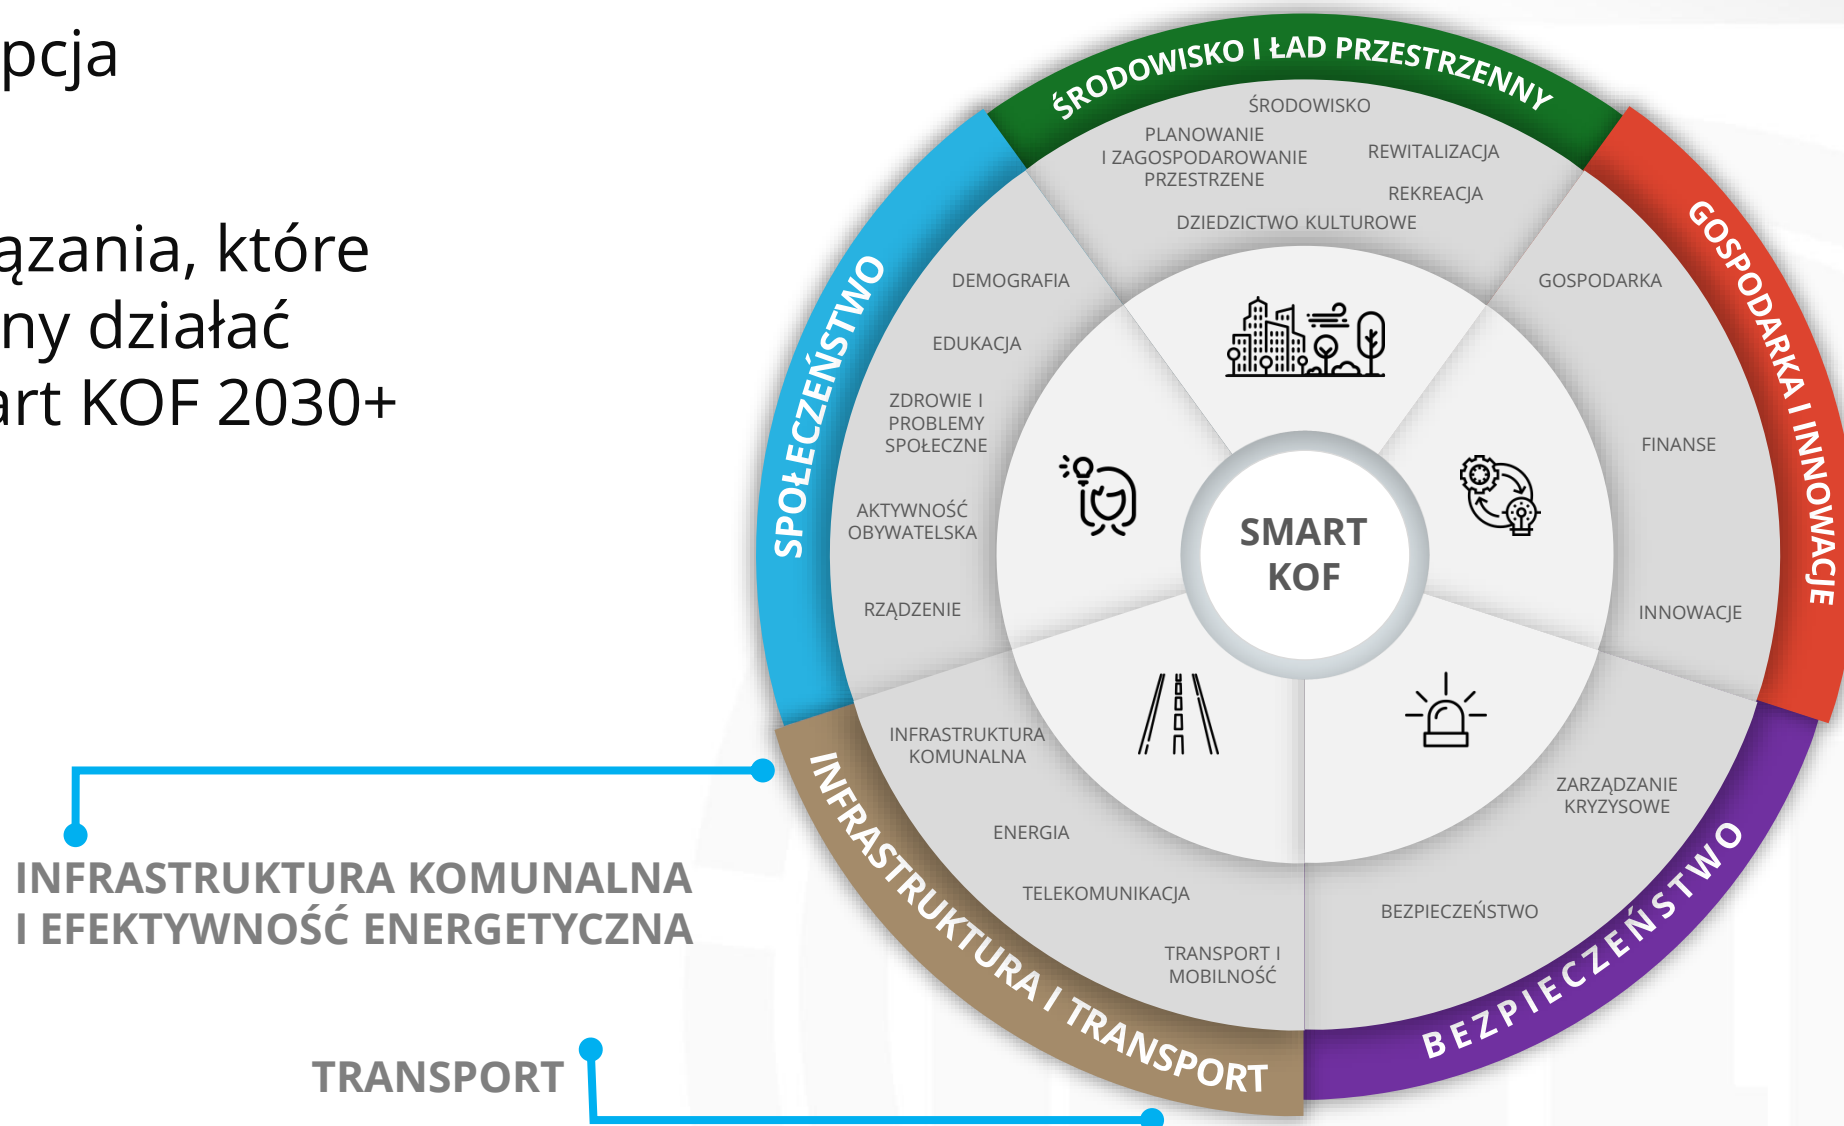 pcja
ązania, które
ny działać
art KOF 2030+
ŚRODOWISKO I ŁAD PRZESTRZENNY
ŚRODOWISKO
PLANOWANIE
I ZAGOSPODAROWANIE
PRZESTRZENE
REWITALIZACJA
REKREACJA
DZIEDZICTWO KULTUROWE
GOSPODARKA I INNOWACJE
GOSPODARKA
FINANSE
INNOWACJE
SPOŁECZEŃSTWO
DEMOGRAFIA
EDUKACJA
ZDROWIE I
PROBLEMY
SPOŁECZNE
AKTYWNOŚĆ
OBYWATELSKA
RZĄDZENIE
SMART
KOF
INFRASTRUKTURA I TRANSPORT
INFRASTRUKTURA
KOMUNALNA
ENERGIA
TELEKOMUNIKACJA
TRANSPORT I
MOBILNOŚĆ
BEZPIECZEŃSTWO
ZARZĄDZANIE
KRYZYSOWE
BEZPIECZEŃSTWO
INFRASTRUKTURA KOMUNALNA
I EFEKTYWNOŚĆ ENERGETYCZNA
TRANSPORT